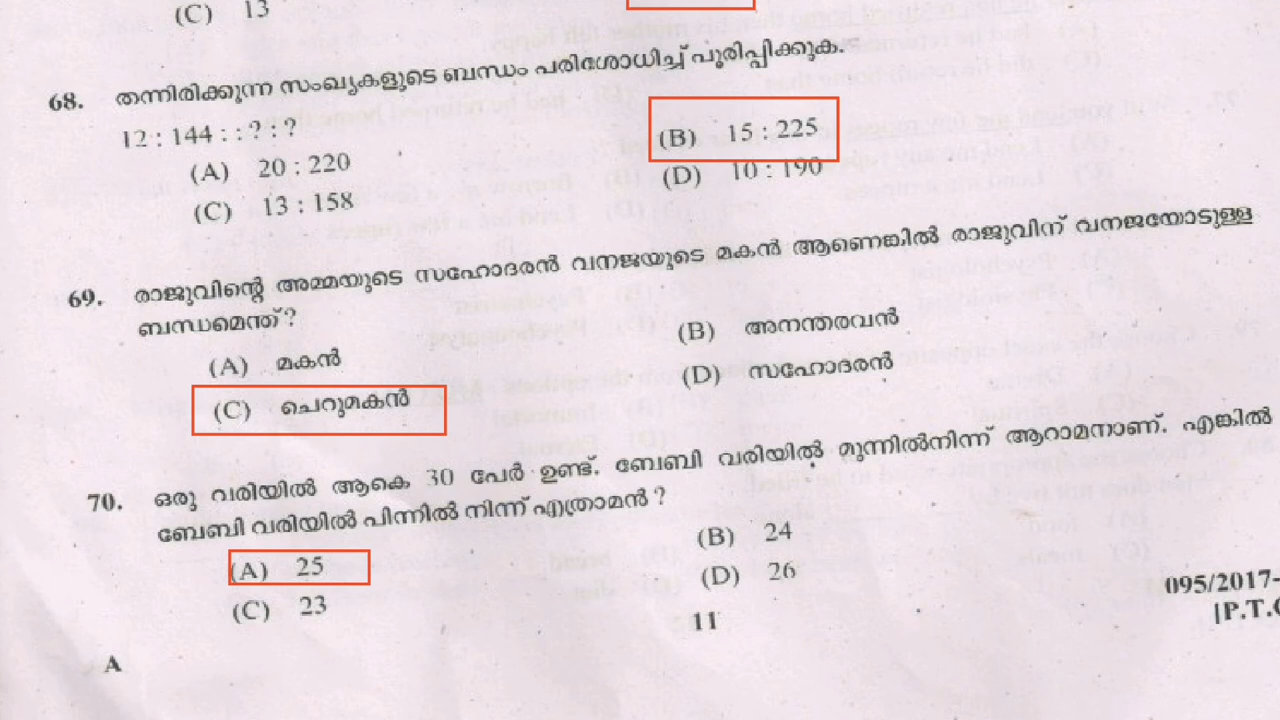 (C) 13
68. തന്നിരിക്കുന്ന സംഖ്യകളുടെ ബന്ധം പരിശോധിച്ച് പൂരിപ്പിക്കുക.
12 : 144 : : ? : ?
(A) 20 : 220 (B) 15 : 225
(C) 13 : 158 (D) 10 : 190
69. രാജുവിന്റെ അമ്മയുടെ സഹോദരൻ വനജയുടെ മകൻ ആണെങ്കിൽ രാജുവിന് വനജയോടുള്ള
ബന്ധമെന്ത് ?
(A) മകൻ (B) അനന്തരവൻ
(C) ചെറുമകൻ (D) സഹോദരൻ
70. ഒരു വരിയിൽ ആകെ 30 പേർ ഉണ്ട്. ബേബി വരിയിൽ മുന്നിൽനിന്ന് ആറാമനാണ്. എങ്കിൽ
ബേബി വരിയിൽ പിന്നിൽ നിന്ന് എത്രാമൻ ?
(A) 25 (B) 24
(C) 23 (D) 26
A 11 095/2017-
[P.T.O